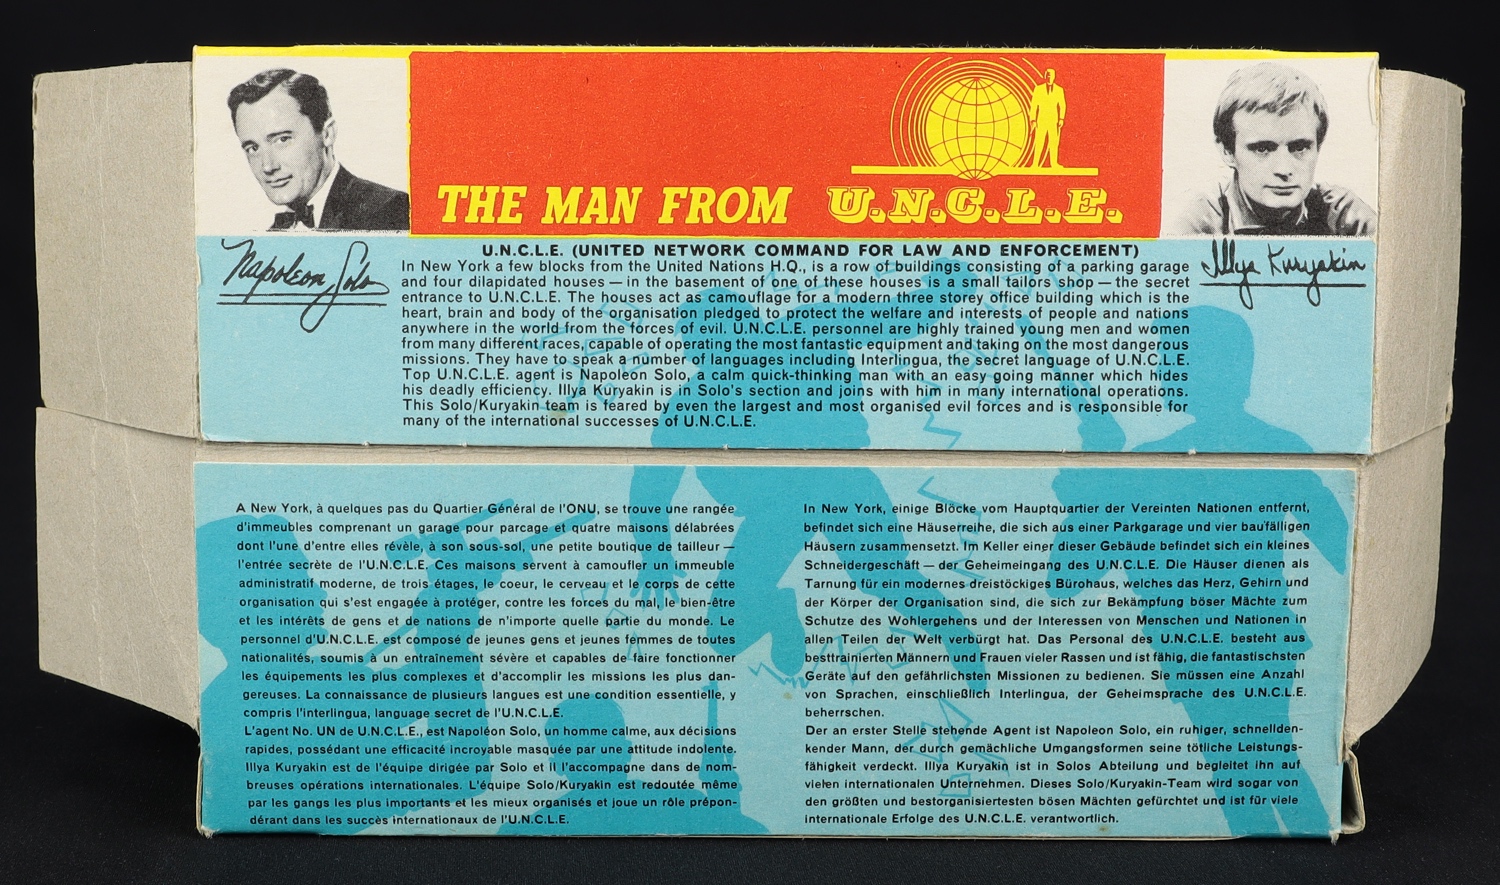 THE MAN FROM U.N.C.L.E.
Napoleon Solo
Illya Kuryakin
U.N.C.L.E. (UNITED NETWORK COMMAND FOR LAW AND ENFORCEMENT)
In New York a few blocks from the United Nations H.Q., is a row of buildings consisting of a parking garage
and four dilapidated houses — in the basement of one of these houses is a small tailors shop — the secret
entrance to U.N.C.L.E. The houses act as camouflage for a modern three storey office building which is the
heart, brain and body of the organisation pledged to protect the welfare and interests of people and nations
anywhere in the world from the forces of evil. U.N.C.L.E. personnel are highly trained young men and women
from many different races, capable of operating the most fantastic equipment and taking on the most dangerous
missions. They have to speak a number of languages including Interlingua, the secret language of U.N.C.L.E.
Top U.N.C.L.E. agent is Napoleon Solo, a calm quick-thinking man with an easy going manner which hides
his deadly efficiency. Illya Kuryakin is in Solo's section and joins with him in many international operations.
This Solo/Kuryakin team is feared by even the largest and most organised evil forces and is responsible for
many of the international successes of U.N.C.L.E.
A New York, à quelques pas du Quartier Général de l'ONU, se trouve une rangée
d'immeubles comprenant un garage pour parcage et quatre maisons délabrées
dont l'une d'entre elles révèle, à son sous-sol, une petite boutique de tailleur —
l'entrée secrète de l'U.N.C.L.E. Ces maisons servent à camoufler un immeuble
administratif moderne, de trois étages, le coeur, le cerveau et le corps de cette
organisation qui s'est engagée à protéger, contre les forces du mal, le bien-être
et les intérêts de gens et de nations de n'importe quelle partie du monde. Le
personnel d'U.N.C.L.E. est composé de jeunes gens et jeunes femmes de toutes
nationalités, soumis à un entraînement sévère et capables de faire fonctionner
les équipements les plus complexes et d'accomplir les missions les plus dan-
gereuses. La connaissance de plusieurs langues est une condition essentielle, y
compris l'interlingua, language secret de l'U.N.C.L.E.
L'agent No. UN de U.N.C.L.E., est Napoléon Solo, un homme calme, aux décisions
rapides, possédant une efficacité incroyable masquée par une attitude indolente.
Illya Kuryakin est de l'équipe dirigée par Solo et il l'accompagne dans de nom-
breuses opérations internationales. L'équipe Solo/Kuryakin est redoutée même
par les gangs les plus importants et les mieux organisés et joue un rôle prépon-
dérant dans les succès internationaux de l'U.N.C.L.E.
In New York, einige Blöcke vom Hauptquartier der Vereinten Nationen entfernt,
befindet sich eine Häuserreihe, die sich aus einer Parkgarage und vier baufälligen
Häusern zusammensetzt. Im Keller einer dieser Gebäude befindet sich ein kleines
Schneidergeschäft — der Geheimeingang des U.N.C.L.E. Die Häuser dienen als
Tarnung für ein modernes dreistöckiges Bürohaus, welches das Herz, Gehirn und
der Körper der Organisation sind, die sich zur Bekämpfung böser Mächte zum
Schutze des Wohlergehens und der Interessen von Menschen und Nationen in
allen Teilen der Welt verbürgt hat. Das Personal des U.N.C.L.E. besteht aus
besttrainierten Männern und Frauen vieler Rassen und ist fähig, die fantastischsten
Geräte auf den gefährlichsten Missionen zu bedienen. Sie müssen eine Anzahl
von Sprachen, einschließlich Interlingua, der Geheimsprache des U.N.C.L.E.
beherrschen.
Der an erster Stelle stehende Agent ist Napoleon Solo, ein ruhiger, schnellden-
kender Mann, der durch gemächliche Umgangsformen seine tötliche Leistungs-
fähigkeit verdeckt. Illya Kuryakin ist in Solos Abteilung und begleitet ihn auf
vielen internationalen Unternehmen. Dieses Solo/Kuryakin-Team wird sogar von
den größten und bestorganisiertesten bösen Mächten gefürchtet und ist für viele
internationale Erfolge des U.N.C.L.E. verantwortlich.